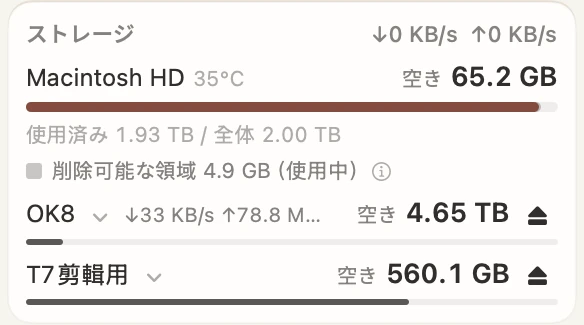 ストレージ ↓0 KB/s ↑0 KB/s
Macintosh HD 35°C 空き 65.2 GB
使用済み 1.93 TB / 全体 2.00 TB
削除可能な領域 4.9 GB（使用中）
OK8 ↓33 KB/s ↑78.8 M... 空き 4.65 TB
T7剪輯用 空き 560.1 GB